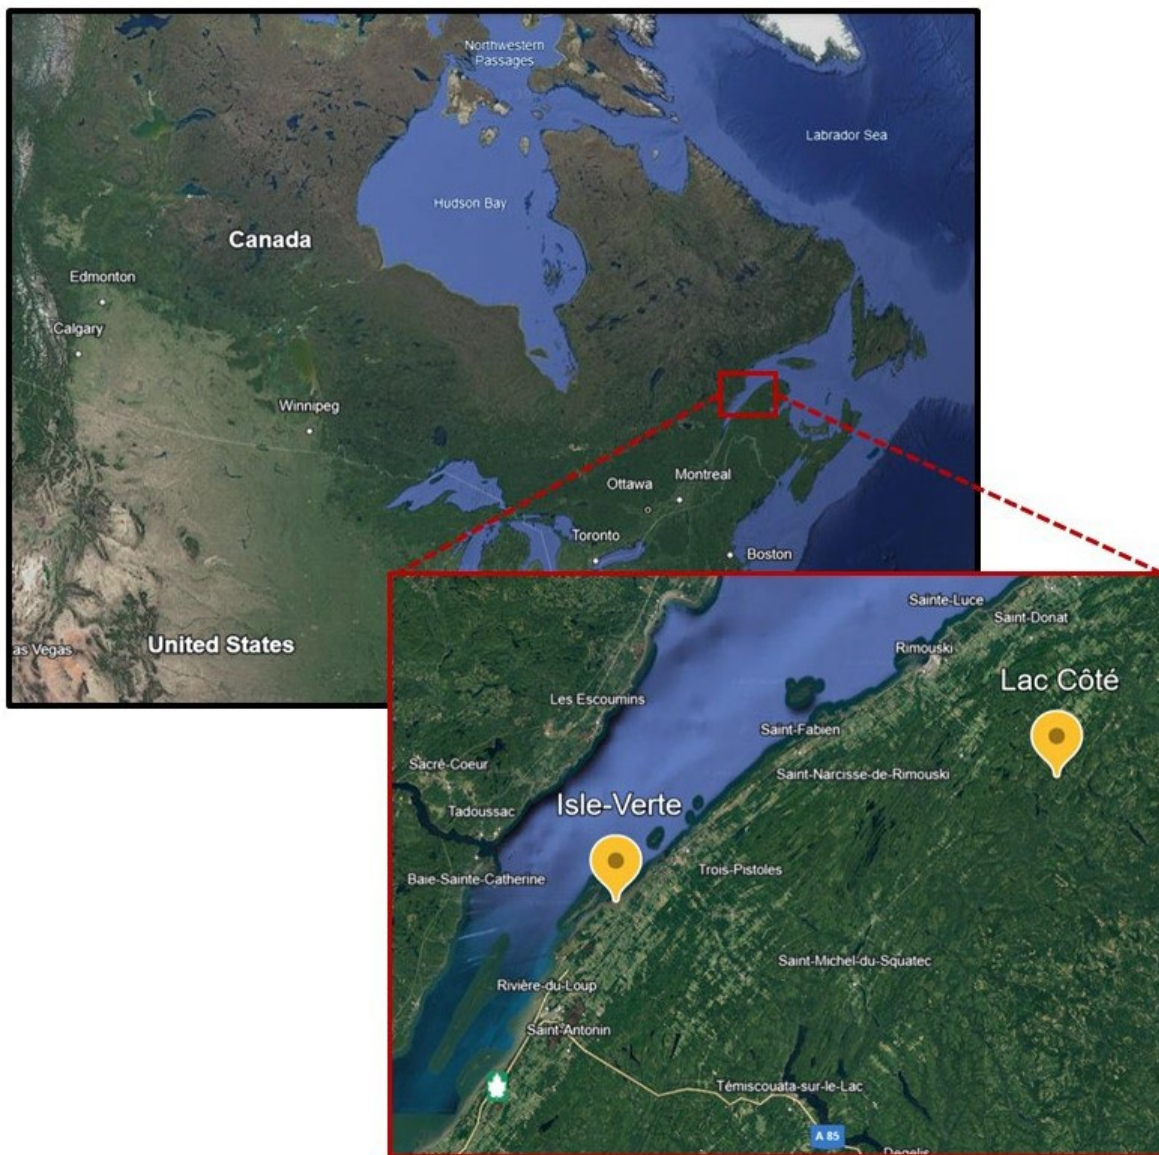 Northwestern
Passages
Labrador Sea
Hudson Bay
Canada
Edmonton
Calgary
Winnipeg
Ottawa
Montreal
Toronto
Boston
United States
as Vegas
Sainte-Luce
Saint-Donat
Rimouski
Lac Côté
Les Escoumins
Saint-Fabien
Sacré-Coeur
Saint-Narcisse-de-Rimouski
Isle-Verte
Tadoussac
Trois-Pistoles
Baie-Sainte-Catherine
Saint-Michel-du-Squatec
Rivière-du-Loup
Saint-Antonin
Témiscouata-sur-le-Lac
A 85
Degelis